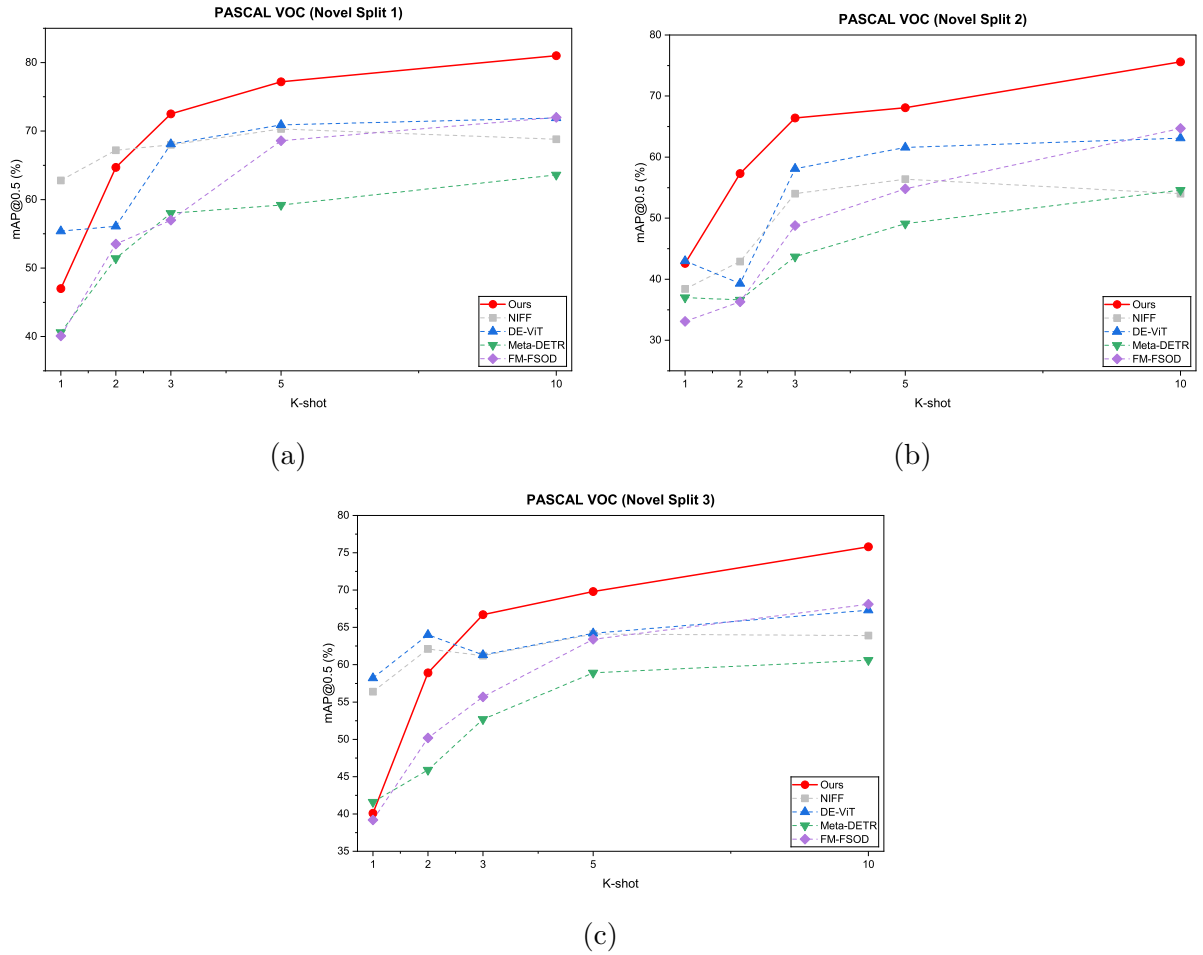 PASCAL VOC (Novel Split 1)
mAP@0.5 (%)
80
70
60
50
40
1 2 3 5 10
K-shot
Ours
NIFF
DE-ViT
Meta-DETR
FM-FSOD
(a)
PASCAL VOC (Novel Split 2)
mAP@0.5 (%)
80
70
60
50
40
30
1 2 3 5 10
K-shot
Ours
NIFF
DE-ViT
Meta-DETR
FM-FSOD
(b)
PASCAL VOC (Novel Split 3)
mAP@0.5 (%)
80
75
70
65
60
55
50
45
40
35
1 2 3 5 10
K-shot
Ours
NIFF
DE-ViT
Meta-DETR
FM-FSOD
(c)